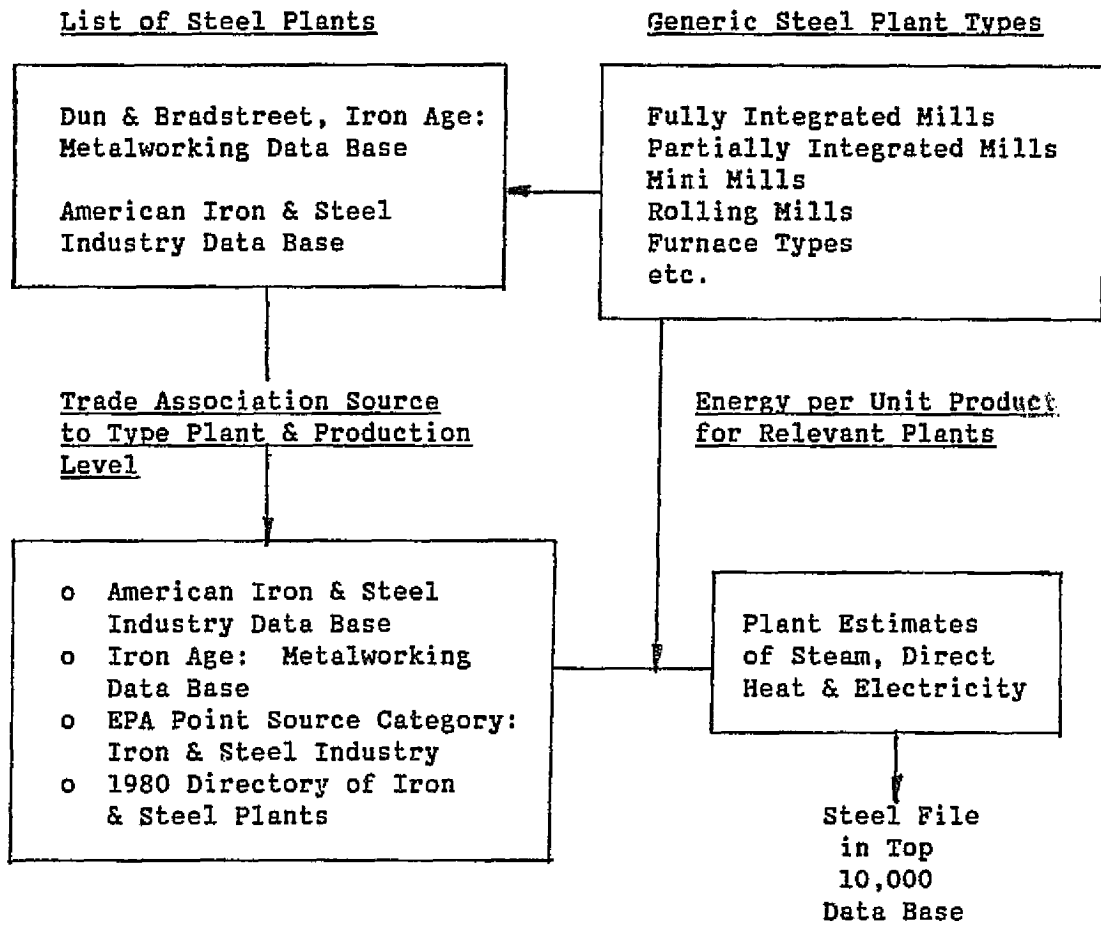 List of Steel Plants
Generic Steel Plant Types
Dun & Bradstreet, Iron Age:
Metalworking Data Base
American Iron & Steel
Industry Data Base
Fully Integrated Mills
Partially Integrated Mills
Mini Mills
Rolling Mills
Furnace Types
etc.
Trade Association Source
to Type Plant & Production
Level
Energy per Unit Product
for Relevant Plants
o American Iron & Steel
Industry Data Base
o Iron Age: Metalworking
Data Base
o EPA Point Source Category:
Iron & Steel Industry
o 1980 Directory of Iron
& Steel Plants
Plant Estimates
of Steam, Direct
Heat & Electricity
Steel File
in Top
10,000
Data Base